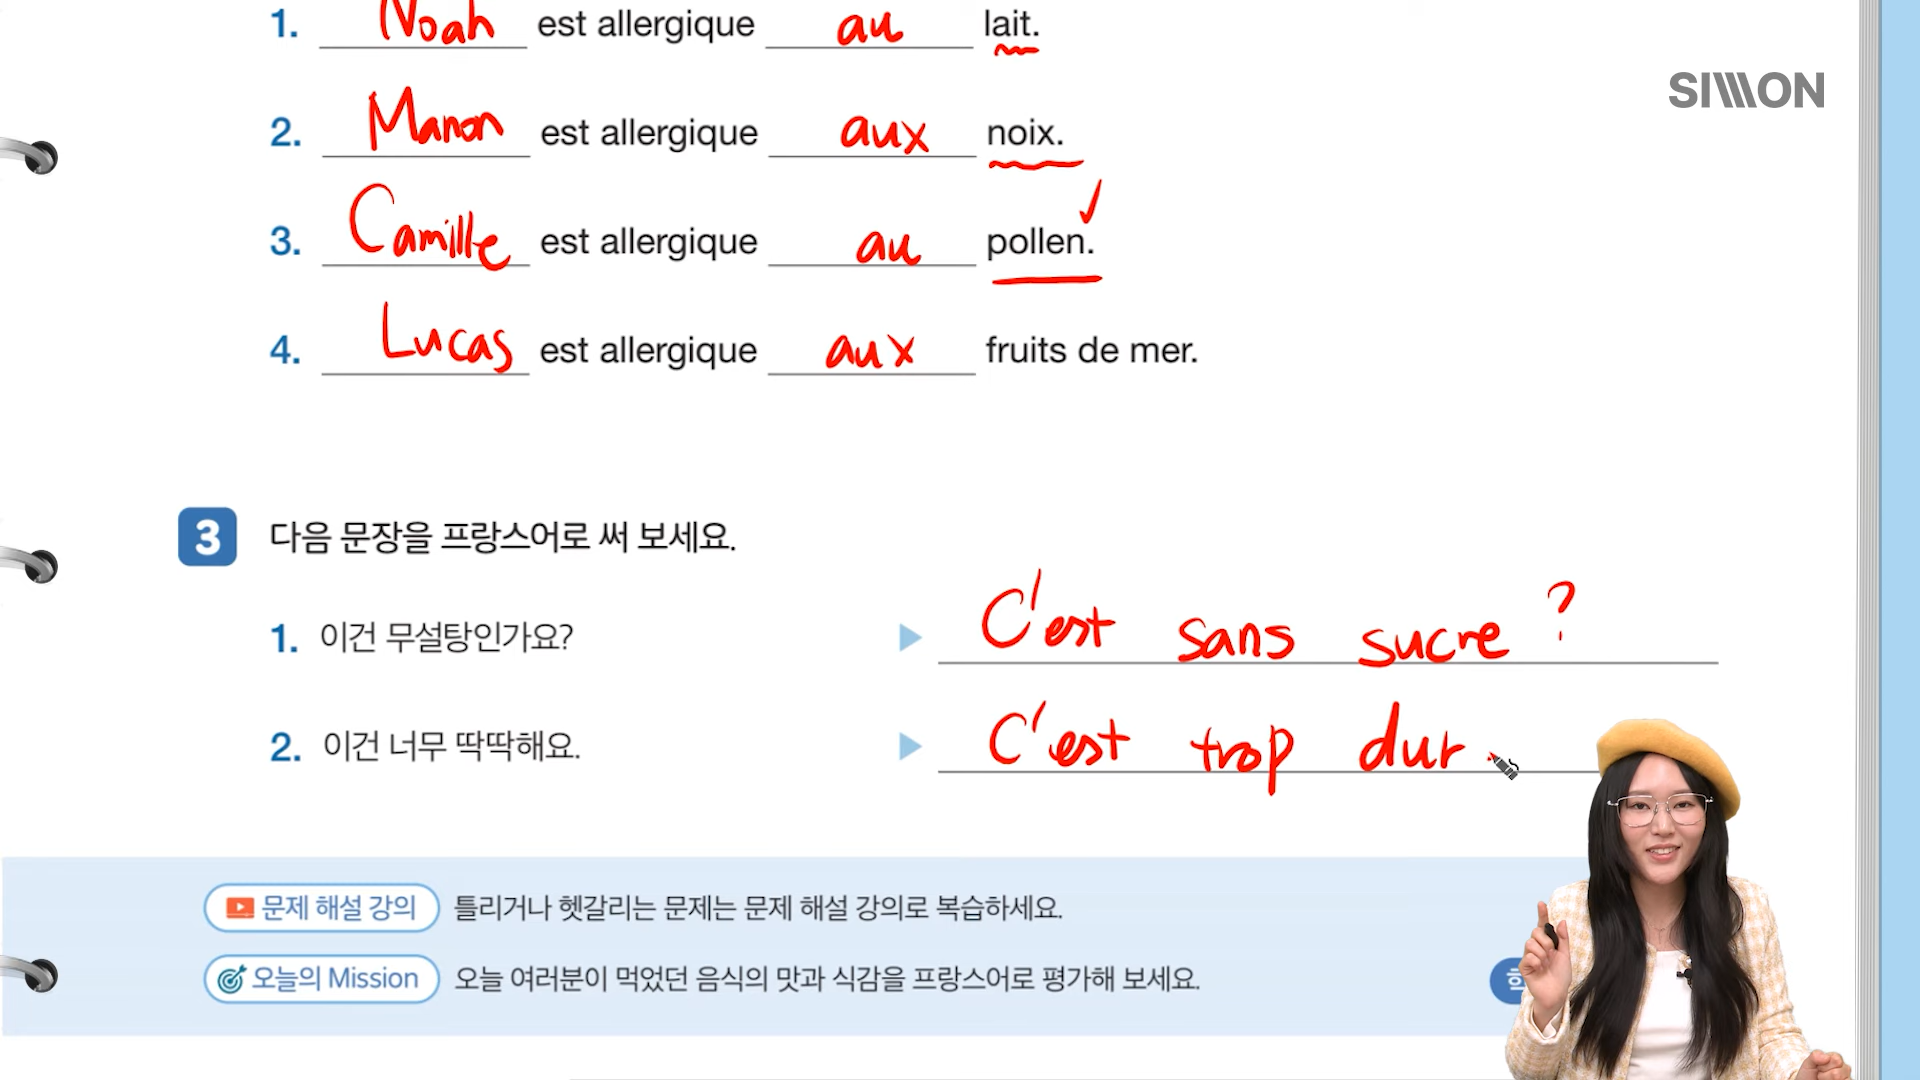 1. Noah est allergique au lait.
SIWON
2. Manon est allergique aux noix.
3. Camille est allergique au pollen.
4. Lucas est allergique aux fruits de mer.
3 다음 문장을 프랑스어로 써 보세요.
1. 이건 무설탕인가요? ▶ C'est sans sucre ?
2. 이건 너무 딱딱해요. ▶ C'est trop dur.
문제 해설 강의 틀리거나 헷갈리는 문제는 문제 해설 강의로 복습하세요.
오늘의 Mission 오늘 여러분이 먹었던 음식의 맛과 식감을 프랑스어로 평가해 보세요.